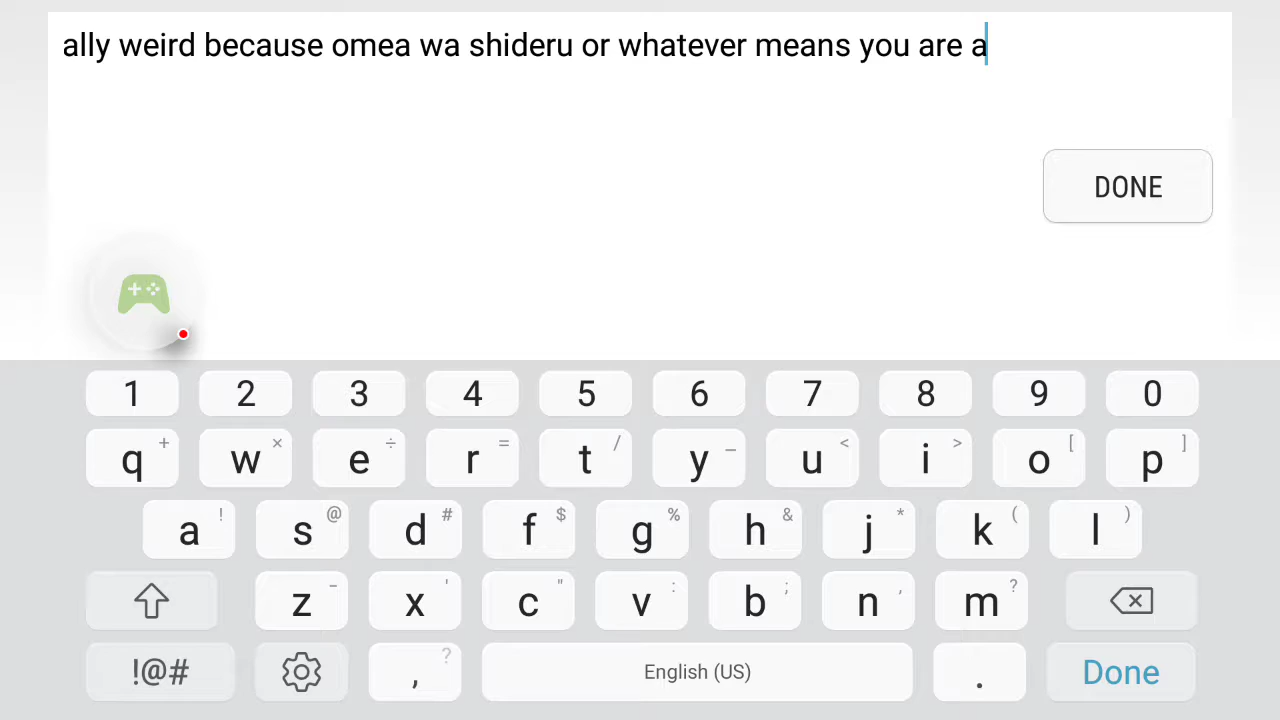 ally weird because omea wa shideru or whatever means you are a
DONE
1 2 3 4 5 6 7 8 9 0
q + w × e ÷ r = t / y _ u < i > o [ p ]
a ! s @ d # f $ g % h & j * k ( l )
z - x ' c " v : b ; n , m ?
!@# , ? English (US) . Done